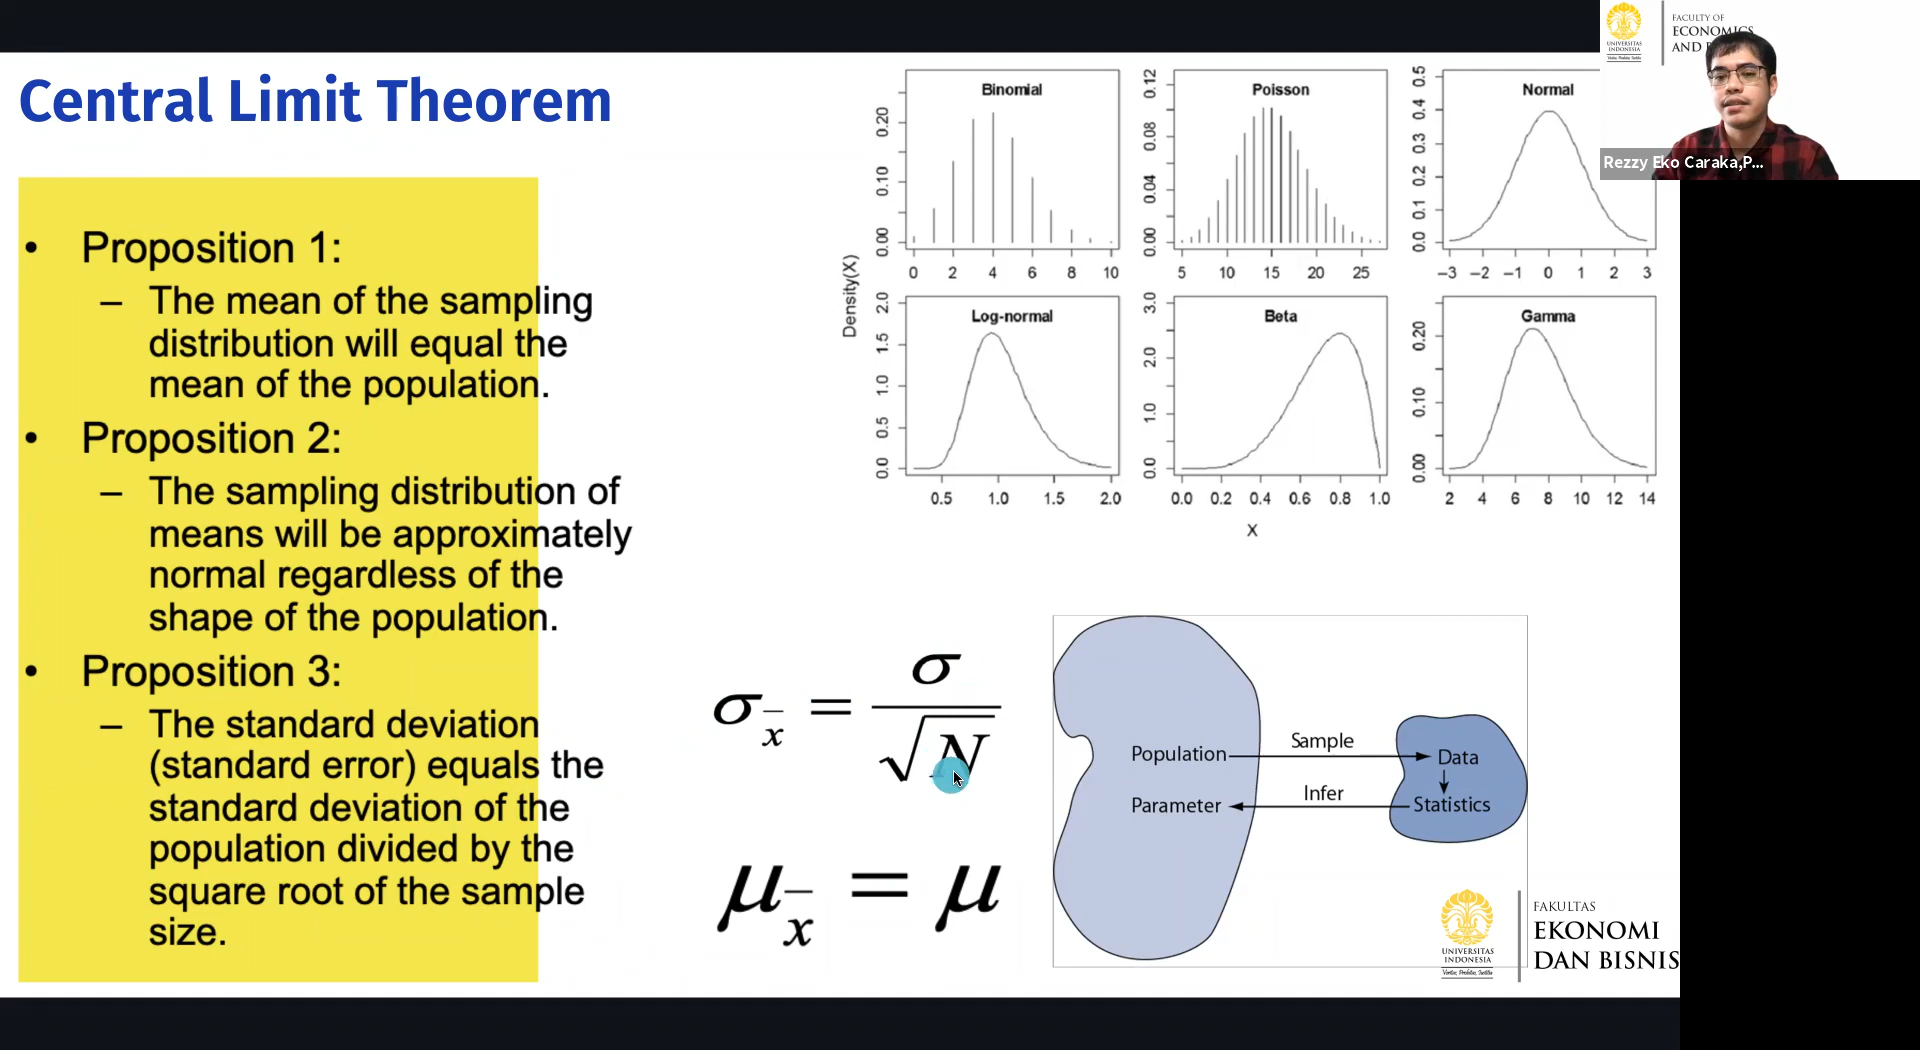 Central Limit Theorem
• Proposition 1:
– The mean of the sampling
distribution will equal the
mean of the population.
• Proposition 2:
– The sampling distribution of
means will be approximately
normal regardless of the
shape of the population.
• Proposition 3:
– The standard deviation
(standard error) equals the
standard deviation of the
population divided by the
square root of the sample
size.
σx̄ = σ / √N
μx̄ = μ
Density(X)
Binomial
0.00 0.10 0.20
0 2 4 6 8 10
Poisson
0.00 0.04 0.08 0.12
5 10 15 20 25
Normal
0.0 0.1 0.2 0.3 0.4 0.5
−3 −2 −1 0 1 2 3
Log-normal
0.0 0.5 1.0 1.5 2.0
0.5 1.0 1.5 2.0
Beta
0.0 1.0 2.0 3.0
0.0 0.2 0.4 0.6 0.8 1.0
Gamma
0.00 0.10 0.20
2 4 6 8 10 12 14
X
Population
Sample
Data
Parameter
Infer
Statistics
UNIVERSITAS
INDONESIA
Veritas, Probitas, Iustitia
FAKULTAS
EKONOMI
DAN BISNIS
UNIVERSITAS
INDONESIA
FACULTY OF
ECONOMICS
AND
Rezzy Eko Caraka,P...